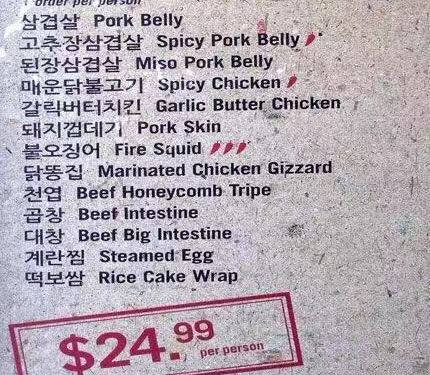 order per person
삼겹살 Pork Belly
고추장삼겹살 Spicy Pork Belly
된장삼겹살 Miso Pork Belly
매운닭불고기 Spicy Chicken
갈릭버터치킨 Garlic Butter Chicken
돼지껍데기 Pork Skin
불오징어 Fire Squid
닭똥집 Marinated Chicken Gizzard
천엽 Beef Honeycomb Tripe
곱창 Beef Intestine
대창 Beef Big Intestine
계란찜 Steamed Egg
떡보쌈 Rice Cake Wrap
$24.99 per person